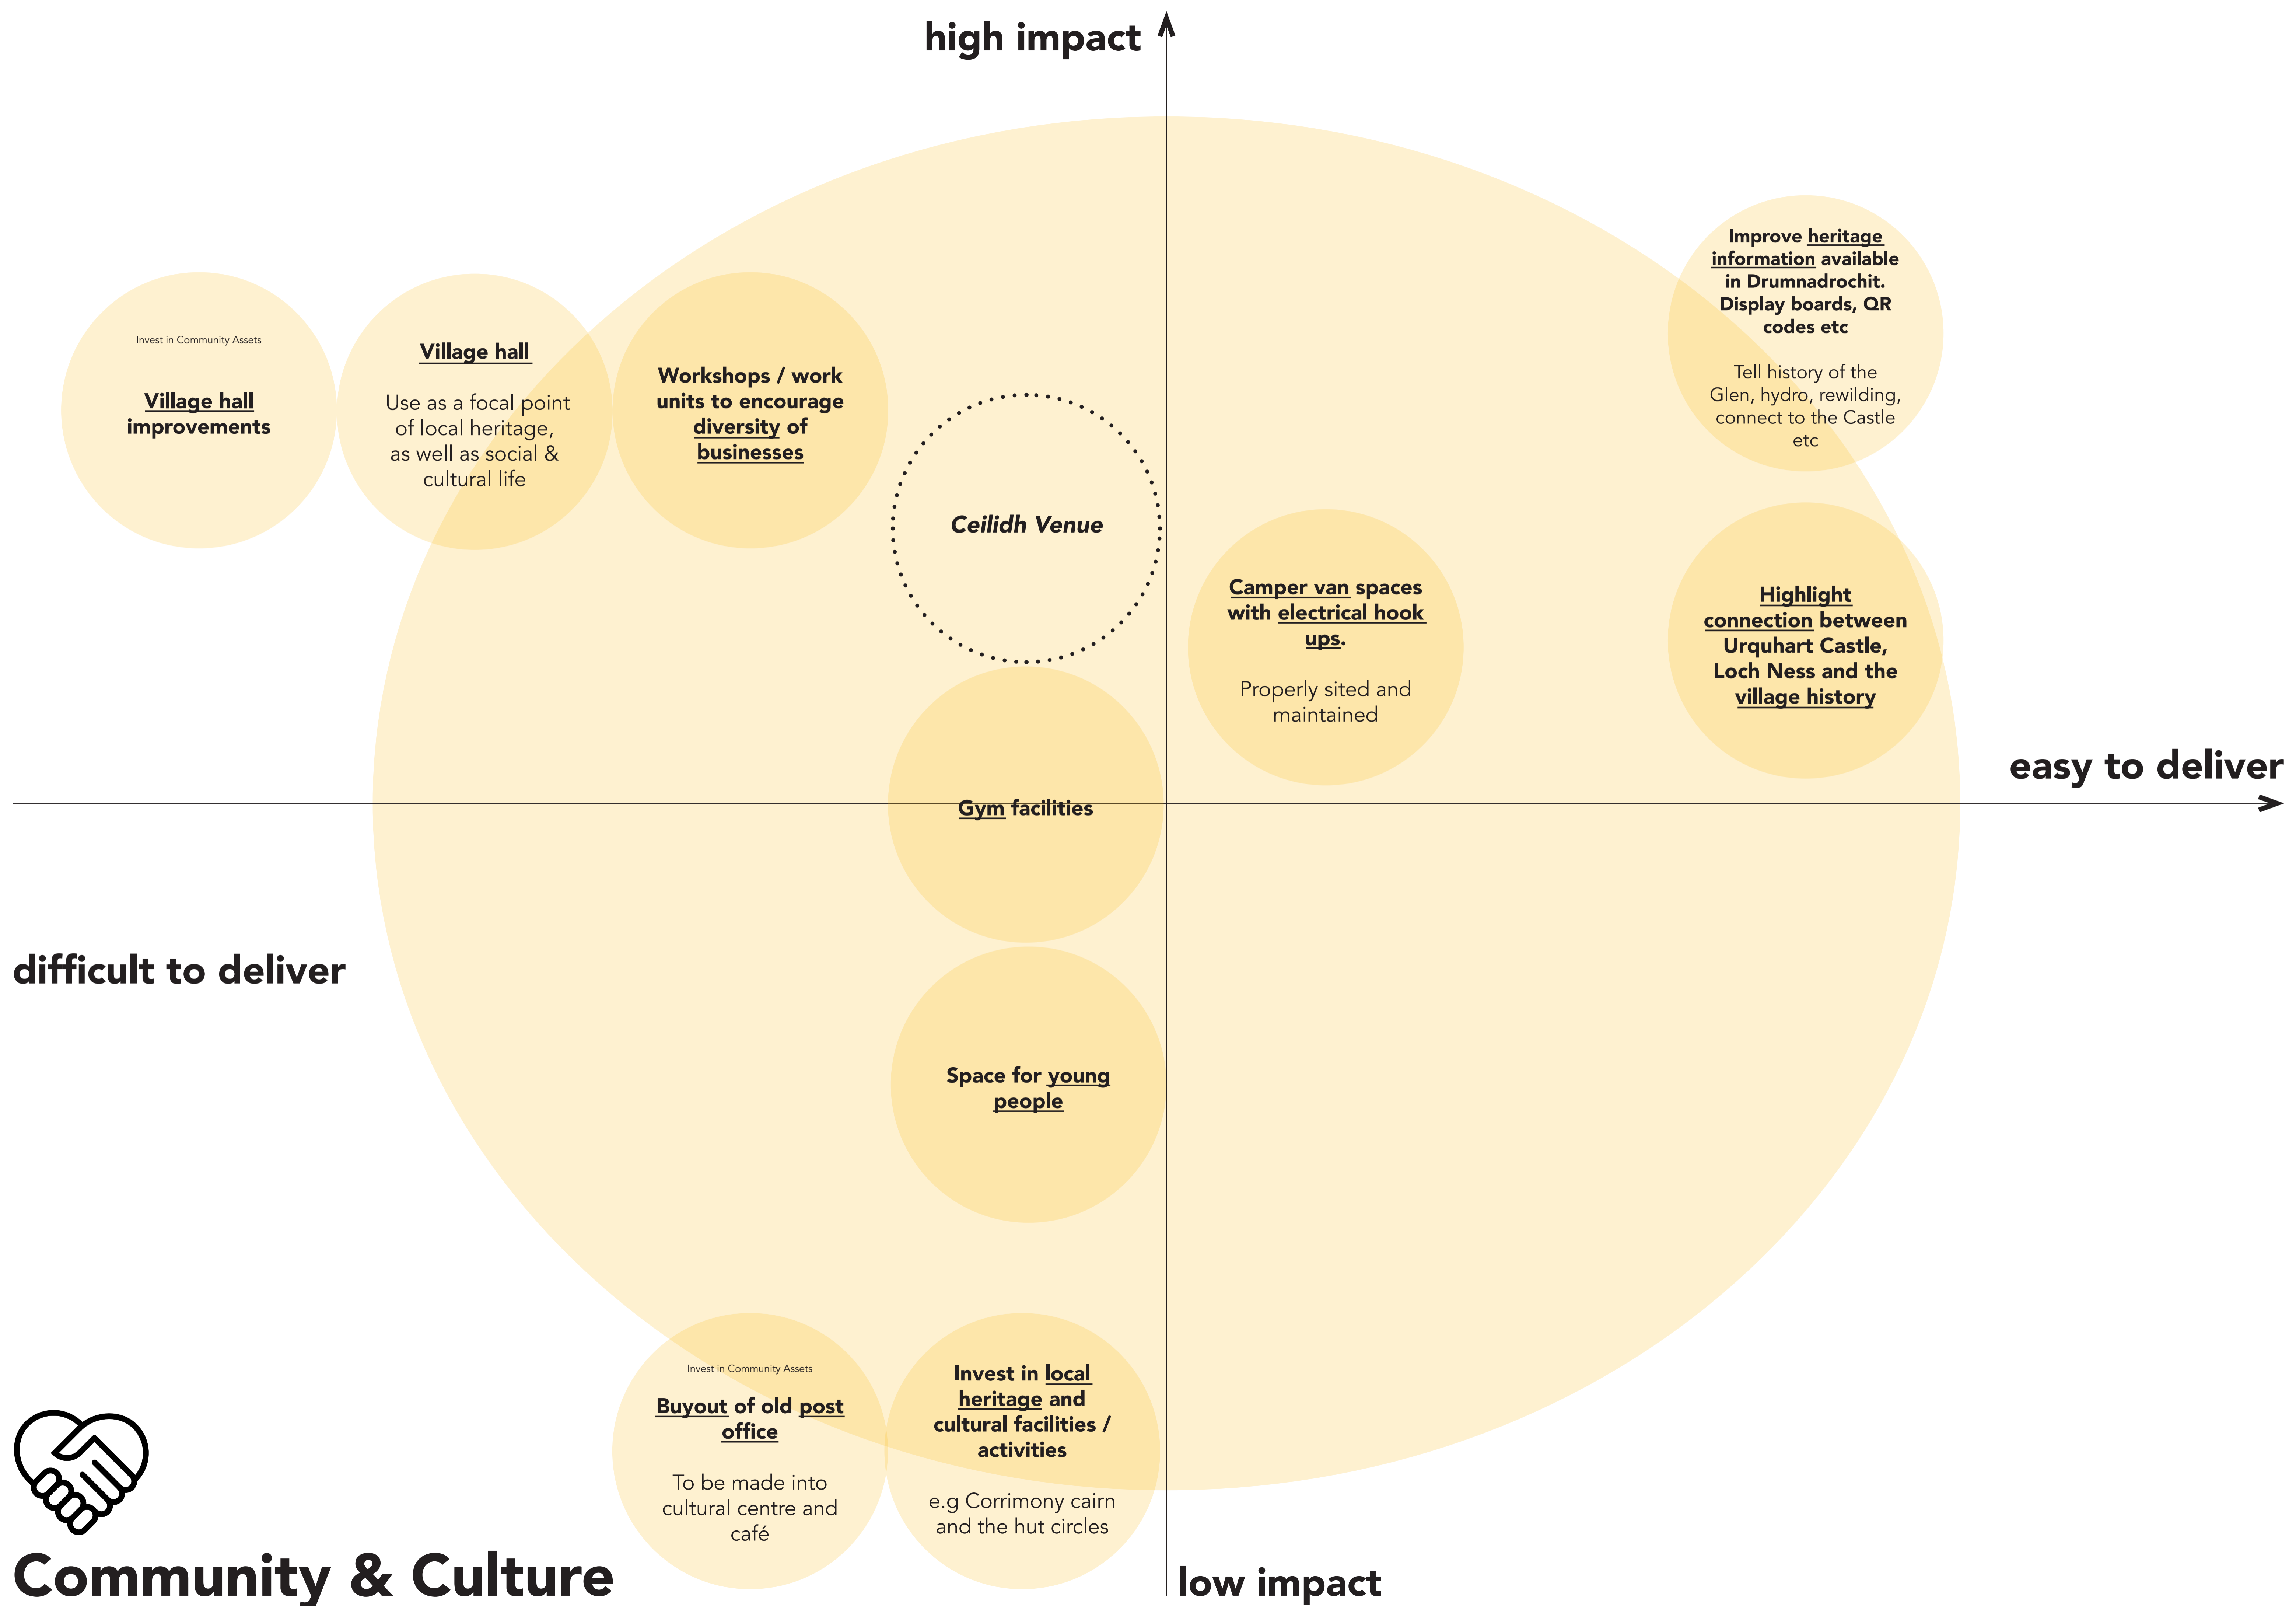 high impact
Improve heritage
information available
in Drumnadrochit.
Display boards, QR
codes etc
Tell history of the
Glen, hydro, rewilding,
connect to the Castle
etc
Invest in Community Assets
Village hall
improvements
Village hall
Use as a focal point
of local heritage,
as well as social &
cultural life
Workshops / work
units to encourage
diversity of
businesses
Ceilidh Venue
Camper van spaces
with electrical hook
ups.
Properly sited and
maintained
Highlight
connection between
Urquhart Castle,
Loch Ness and the
village history
easy to deliver
Gym facilities
difficult to deliver
Space for young
people
Invest in Community Assets
Buyout of old post
office
To be made into
cultural centre and
café
Invest in local
heritage and
cultural facilities /
activities
e.g Corrimony cairn
and the hut circles
Community & Culture
low impact